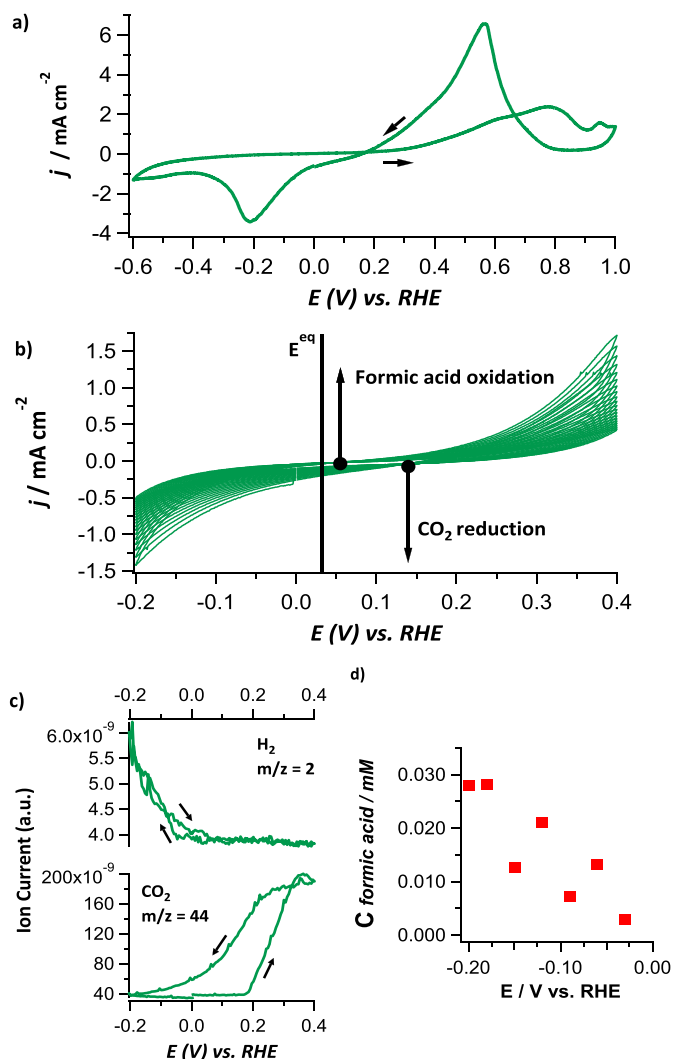 a)
6
4
2
0
-2
-4
j / mA cm-2
-0.6 -0.4 -0.2 0.0 0.2 0.4 0.6 0.8 1.0
E (V) vs. RHE
b)
Eeq
1.5
1.0
0.5
0.0
-0.5
-1.0
-1.5
j / mA cm-2
Formic acid oxidation
CO2 reduction
-0.2 -0.1 0.0 0.1 0.2 0.3 0.4
E (V) vs. RHE
c)
-0.2 0.0 0.2 0.4
6.0x10-9
5.5
5.0
4.5
4.0
H2
m/z = 2
Ion Current (a.u.)
200x10-9
160
120
80
40
CO2
m/z = 44
-0.2 0.0 0.2 0.4
E (V) vs. RHE
d)
0.030
0.020
0.010
0.000
C formic acid / mM
-0.20 -0.10 0.00
E / V vs. RHE